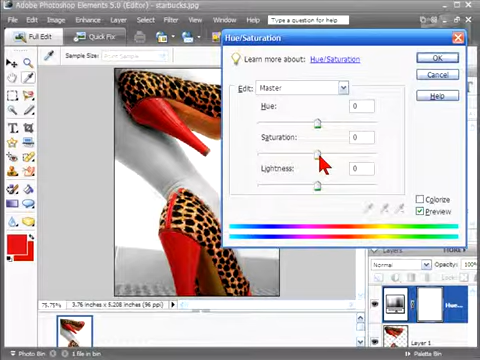 Adobe Photoshop Elements 5.0 (Editor) - starbucks.jpg
File Edit Image Enhance Layer Select Filter View Window Help Type a question for help
Full Edit Quick Fix
Sample Size: Point Sample
Hue/Saturation
Learn more about: Hue/Saturation
OK
Cancel
Help
Edit: Master
Hue: 0
Saturation: 0
Lightness: 0
Colorize
Preview
Layers
Normal Opacity: 100%
Hue...
Layer 1
75.75% 3.76 inches x 5.208 inches (96 ppi)
Photo Bin 1 file in bin
Palette Bin